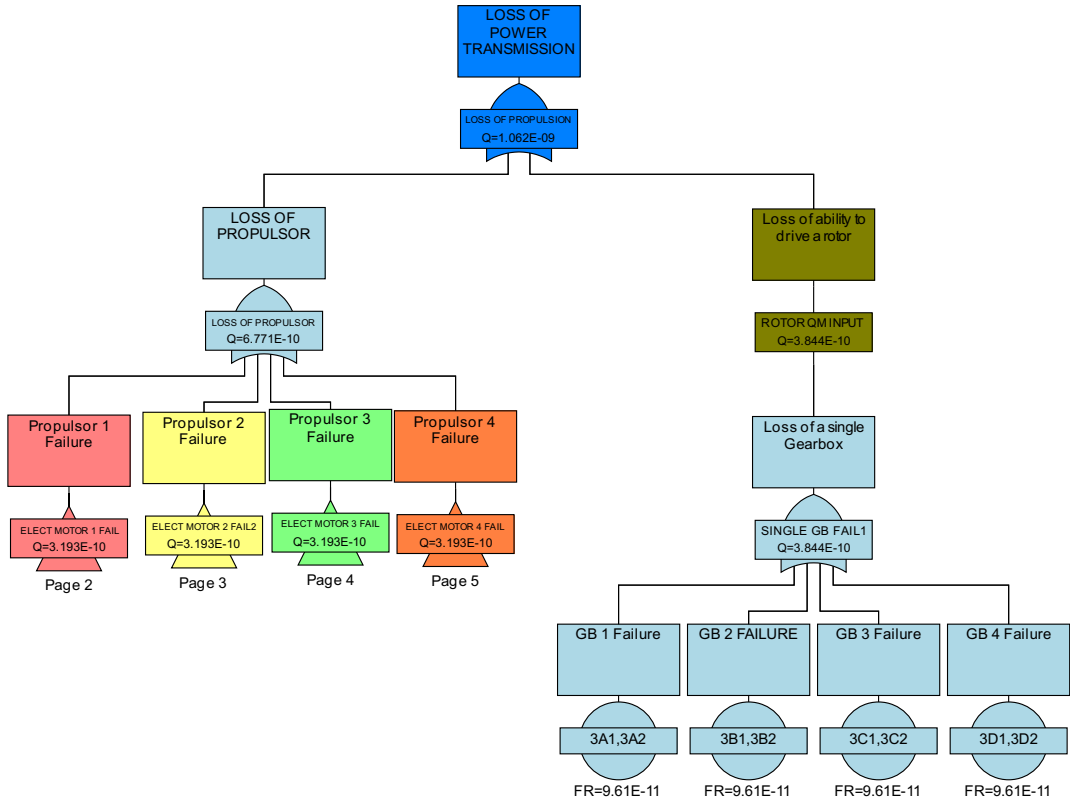 LOSS OF
POWER
TRANSMISSION
LOSS OF PROPULSION
Q=1.062E-09
LOSS OF
PROPULSOR
LOSS OF PROPULSOR
Q=6.771E-10
Loss of ability to
drive a rotor
ROTOR QM INPUT
Q=3.844E-10
Propulsor 1
Failure
Propulsor 2
Failure
Propulsor 3
Failure
Propulsor 4
Failure
ELECT MOTOR 1 FAIL
Q=3.193E-10
Page 2
ELECT MOTOR 2 FAIL2
Q=3.193E-10
Page 3
ELECT MOTOR 3 FAIL
Q=3.193E-10
Page 4
ELECT MOTOR 4 FAIL
Q=3.193E-10
Page 5
Loss of a single
Gearbox
SINGLE GB FAIL1
Q=3.844E-10
GB 1 Failure
GB 2 FAILURE
GB 3 Failure
GB 4 Failure
3A1,3A2
3B1,3B2
3C1,3C2
3D1,3D2
FR=9.61E-11
FR=9.61E-11
FR=9.61E-11
FR=9.61E-11